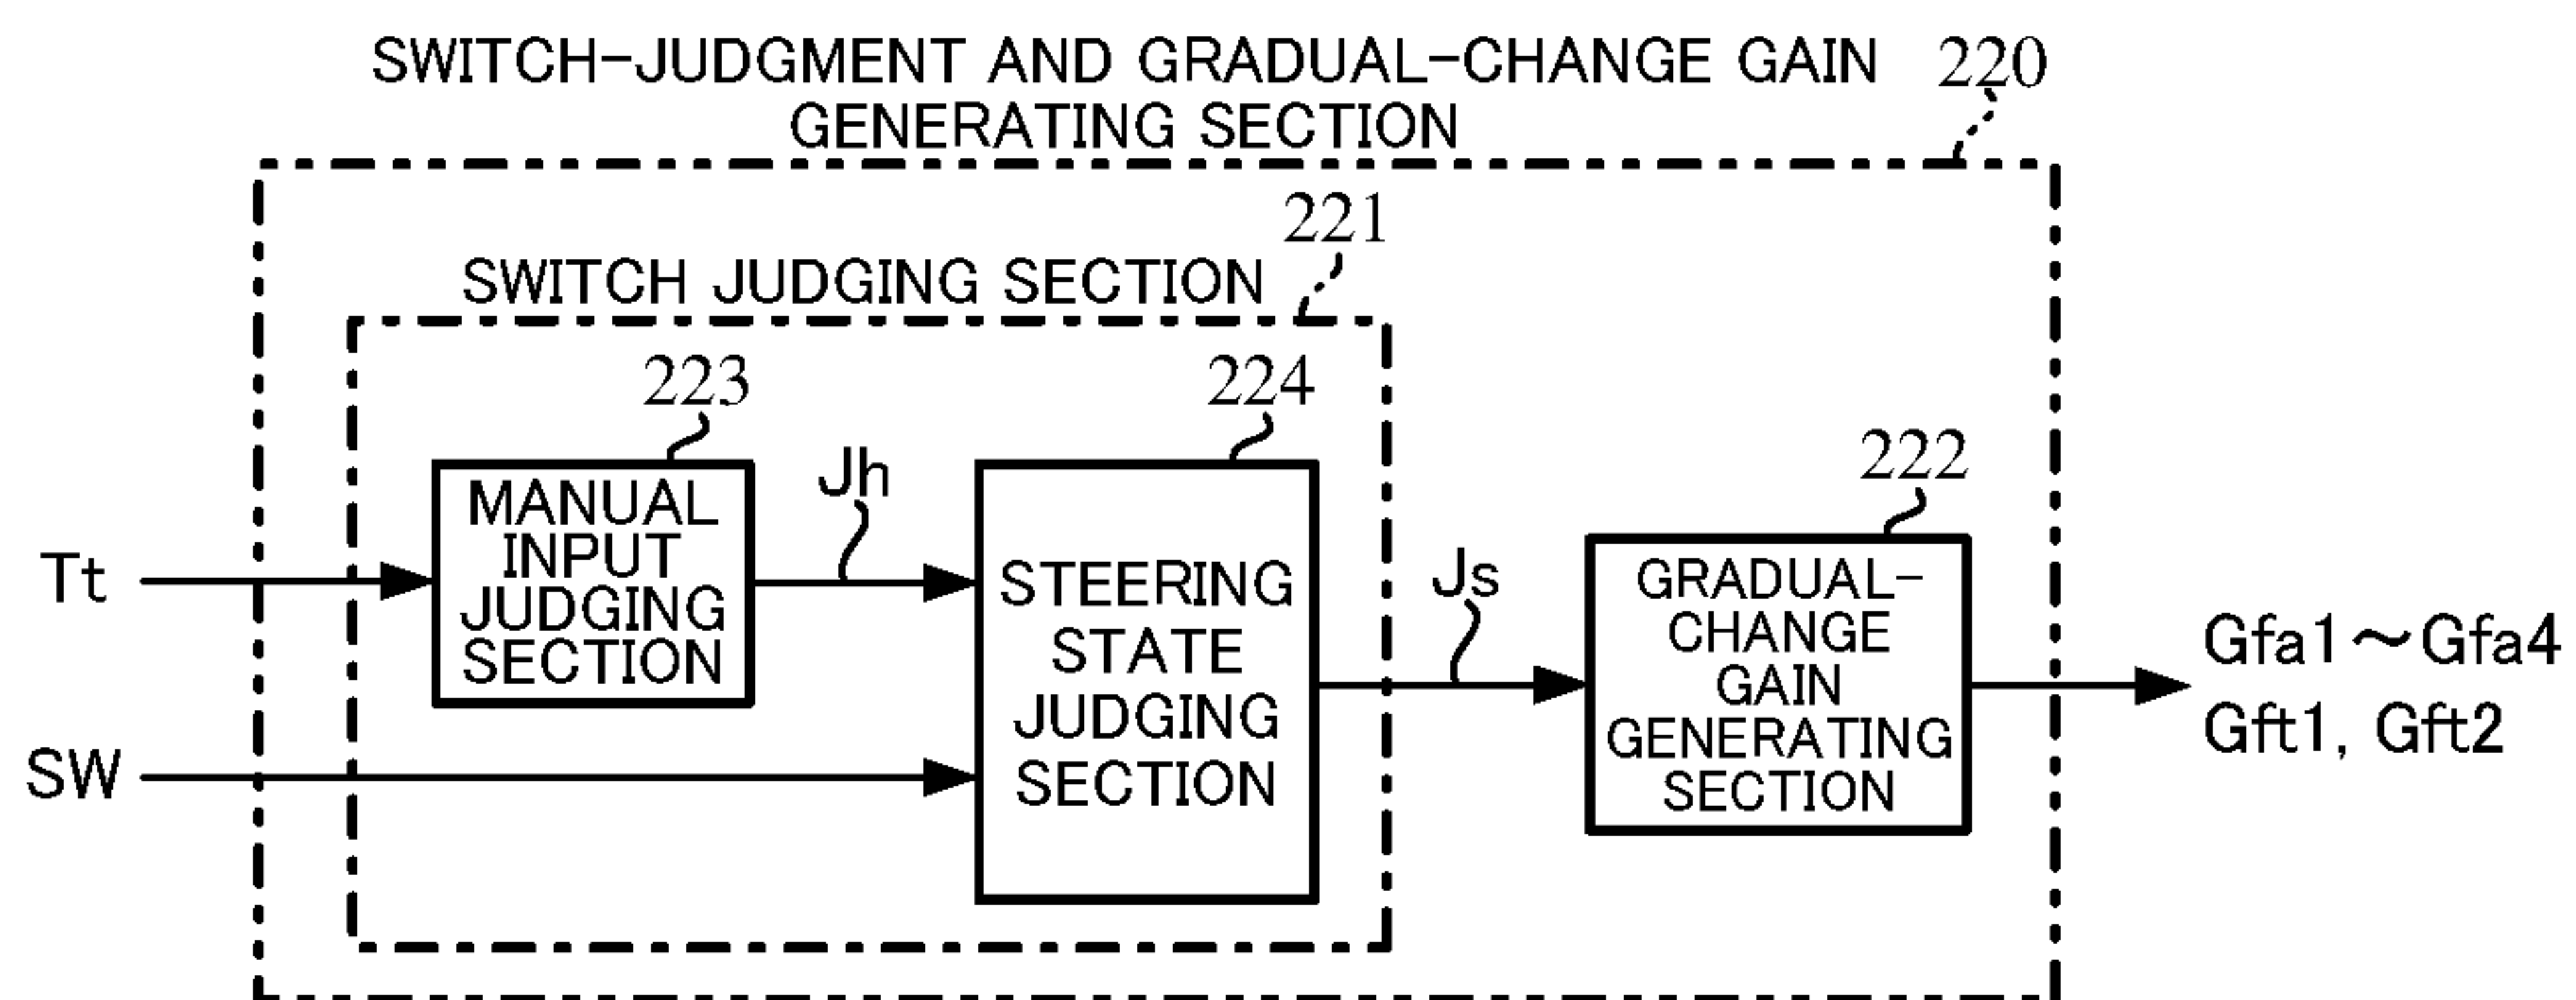 SWITCH-JUDGMENT AND GRADUAL-CHANGE GAIN
GENERATING SECTION
220
SWITCH JUDGING SECTION
221
223
MANUAL
INPUT
JUDGING
SECTION
Jh
224
STEERING
STATE
JUDGING
SECTION
Js
222
GRADUAL-
CHANGE
GAIN
GENERATING
SECTION
Tt
SW
Gfa1～Gfa4
Gft1, Gft2